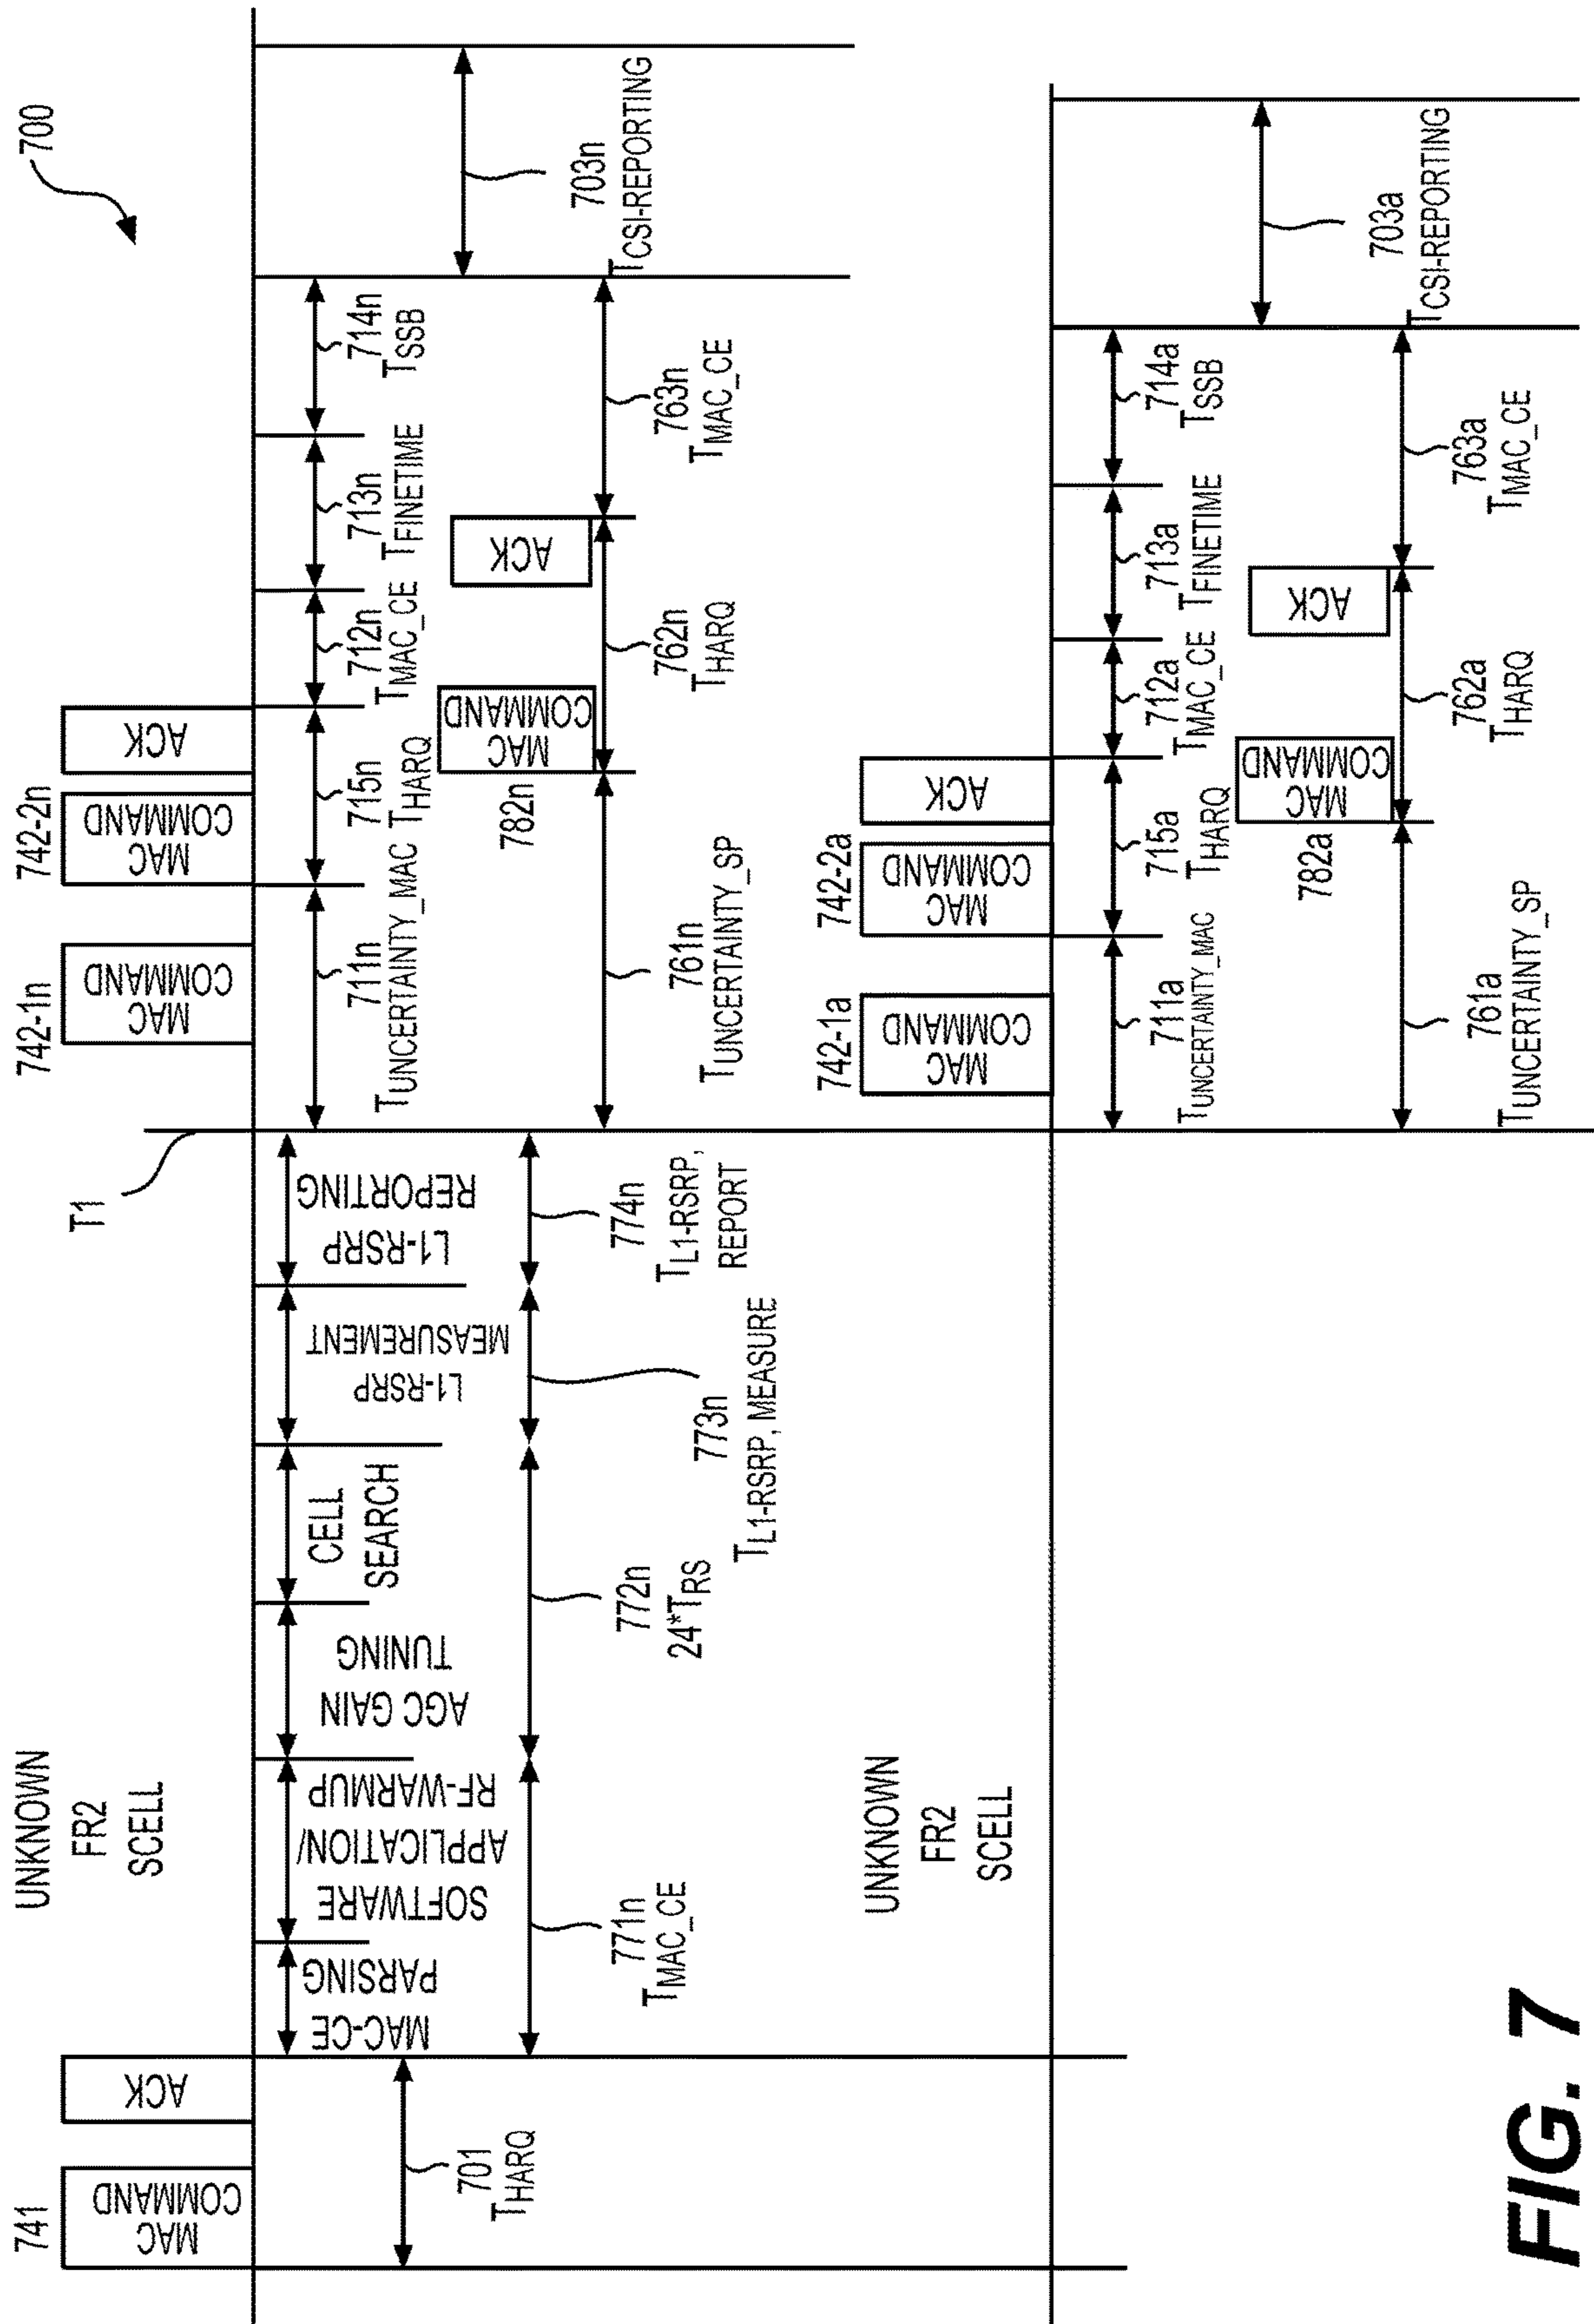 700
UNKNOWN
FR2
SCELL
741
MAC
COMMAND
ACK
742-1n
MAC
COMMAND
742-2n
MAC
COMMAND
ACK
T1
MAC-CE
PARSING
SOFTWARE
APPLICATION/
RF-WARMUP
AGC GAIN
TUNING
CELL
SEARCH
L1-RSRP
MEASUREMENT
L1-RSRP
REPORTING
711n
TUNCERTAINTY_MAC
715n
THARQ
712n
TMAC_CE
713n
TFINETIME
714n
TSSB
701
THARQ
771n
TMAC_CE
772n
24*TRS
773n
TL1-RSRP, MEASURE
774n
TL1-RSRP,
REPORT
782n
MAC
COMMAND
ACK
761n
TUNCERTAINTY_SP
762n
THARQ
763n
TMAC_CE
703n
TCSI-REPORTING
UNKNOWN
FR2
SCELL
742-1a
MAC
COMMAND
742-2a
MAC
COMMAND
ACK
711a
TUNCERTAINTY_MAC
715a
THARQ
712a
TMAC_CE
713a
TFINETIME
714a
TSSB
782a
MAC
COMMAND
ACK
761a
TUNCERTAINTY_SP
762a
THARQ
763a
TMAC_CE
703a
TCSI-REPORTING
FIG. 7